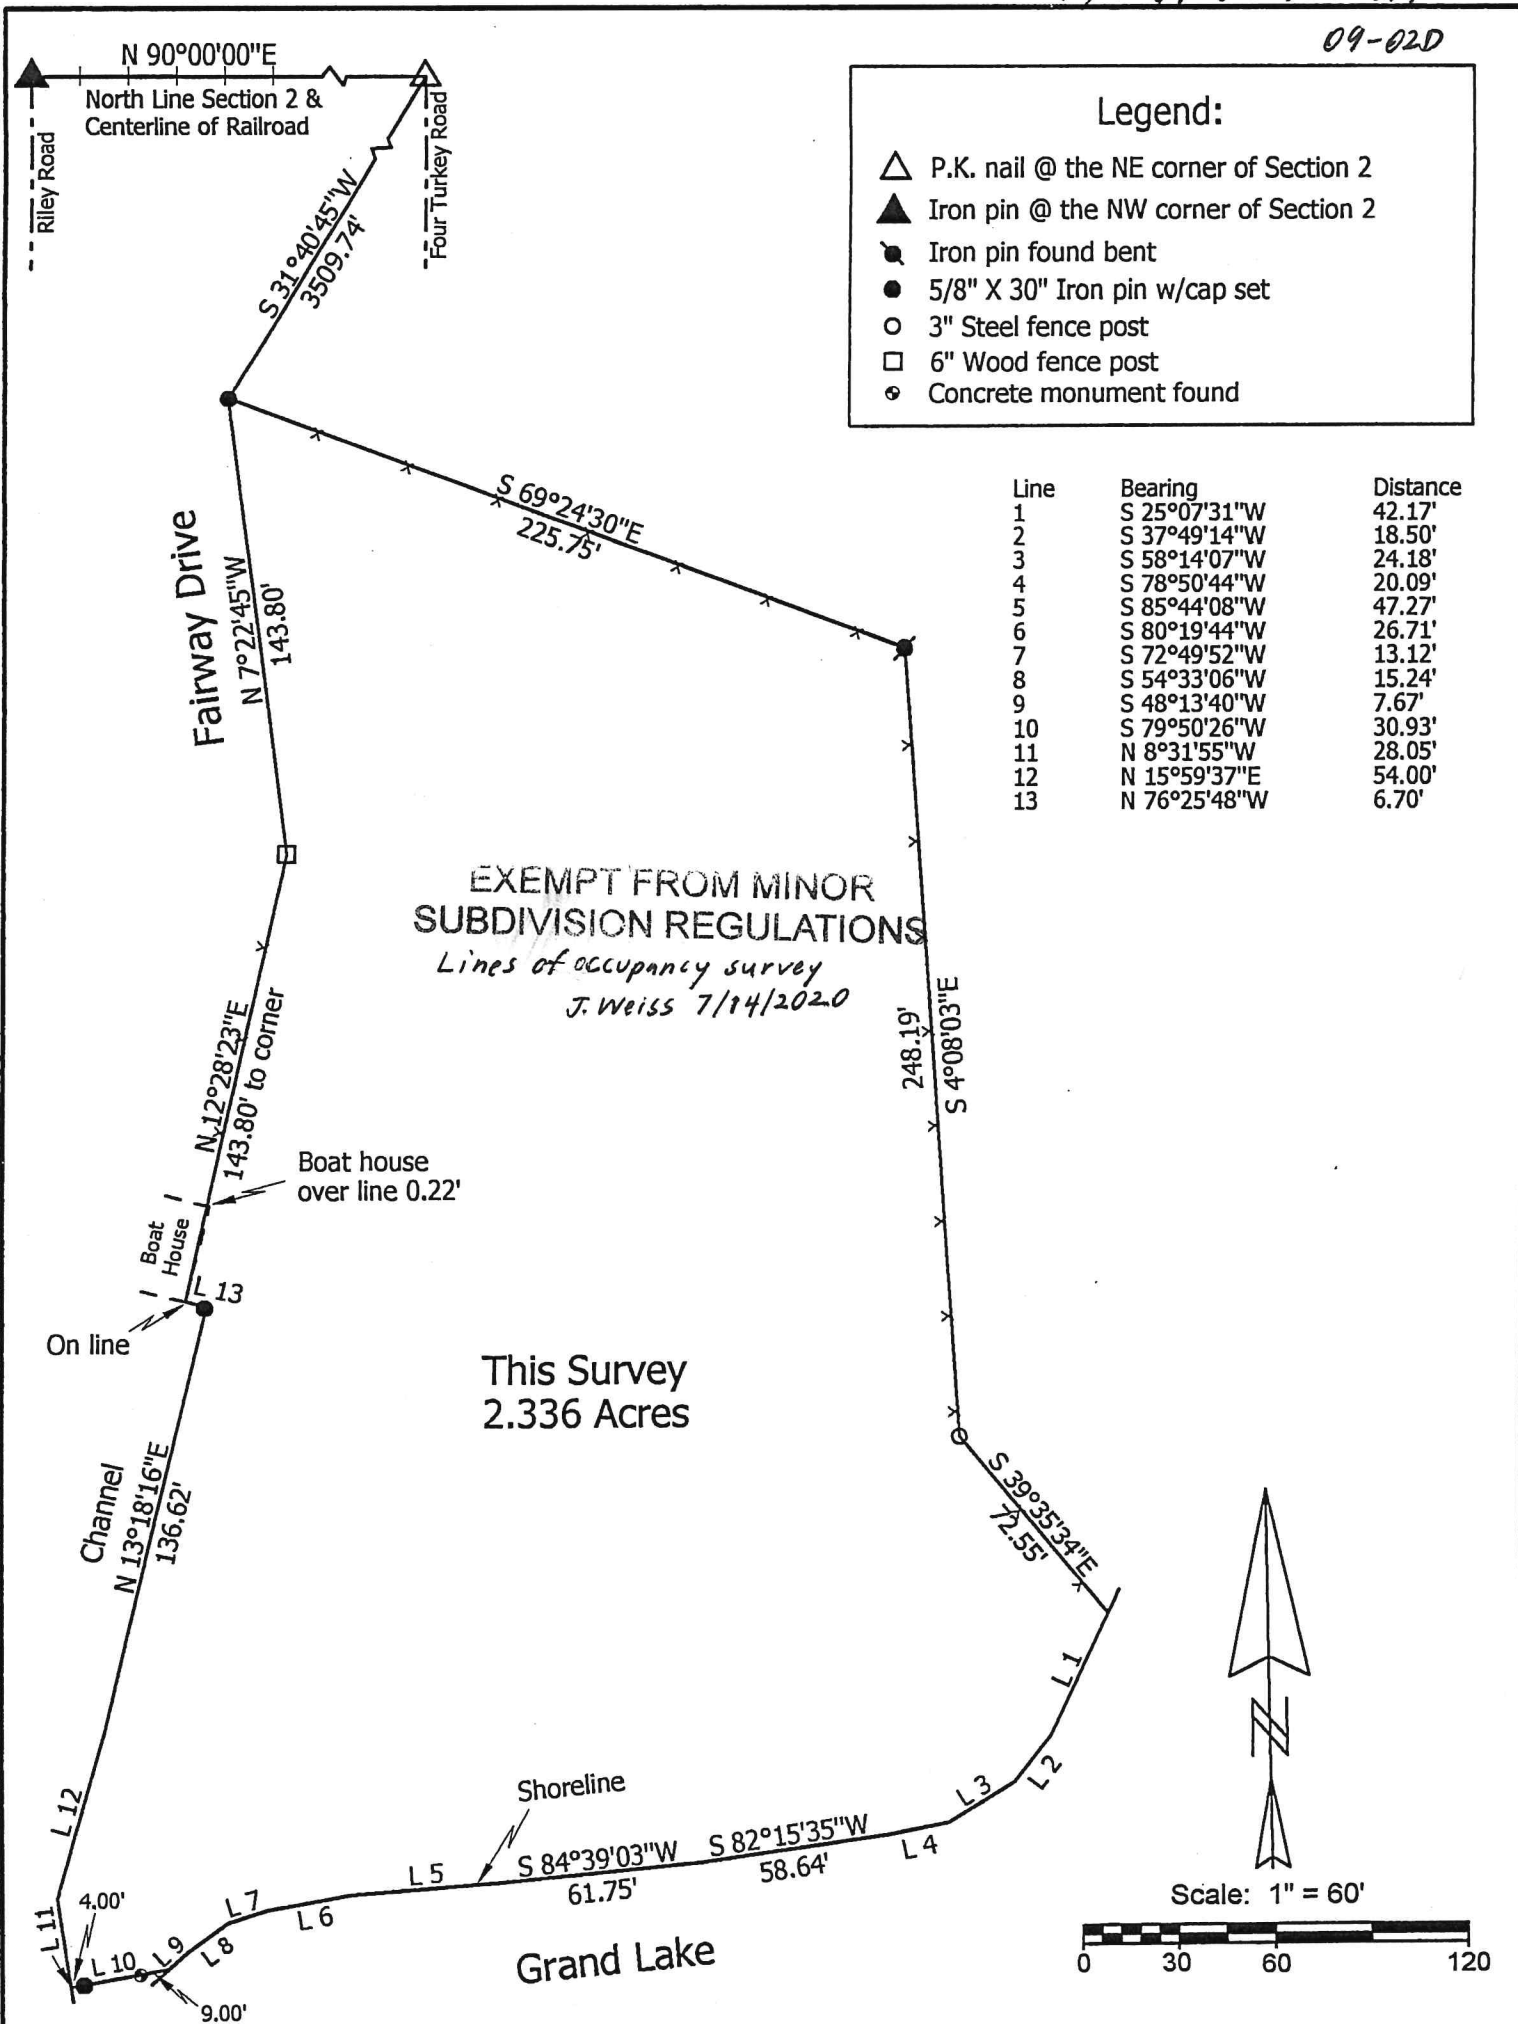 09-02D
N 90°00'00"E
North Line Section 2 &
Centerline of Railroad
Riley Road
Four Turkey Road
S 31°40'45"W
3509.74'
Legend:
P.K. nail @ the NE corner of Section 2
Iron pin @ the NW corner of Section 2
Iron pin found bent
5/8" X 30" Iron pin w/cap set
3" Steel fence post
6" Wood fence post
Concrete monument found
S 69°24'30"E
225.75'
Line Bearing Distance
1 S 25°07'31"W 42.17'
2 S 37°49'14"W 18.50'
3 S 58°14'07"W 24.18'
4 S 78°50'44"W 20.09'
5 S 85°44'08"W 47.27'
6 S 80°19'44"W 26.71'
7 S 72°49'52"W 13.12'
8 S 54°33'06"W 15.24'
9 S 48°13'40"W 7.67'
10 S 79°50'26"W 30.93'
11 N 8°31'55"W 28.05'
12 N 15°59'37"E 54.00'
13 N 76°25'48"W 6.70'
Fairway Drive
N 7°22'45"W
143.80'
EXEMPT FROM MINOR
SUBDIVISION REGULATIONS
Lines of occupancy survey
J. Weiss 7/14/2020
248.19'
S 4°08'03"E
N 12°28'23"E
143.80' to corner
Boat house
over line 0.22'
Boat
House
L 13
On line
This Survey
2.336 Acres
Channel
N 13°18'16"E
136.62'
S 39°35'34"E
72.55'
L 1
L 2
L 3
L 4
S 82°15'35"W
58.64'
S 84°39'03"W
61.75'
Shoreline
L 5
L 6
L 7
L 8
L 9
L 10
L 11
L 12
4.00'
9.00'
Grand Lake
N
Scale: 1" = 60'
0 30 60 120